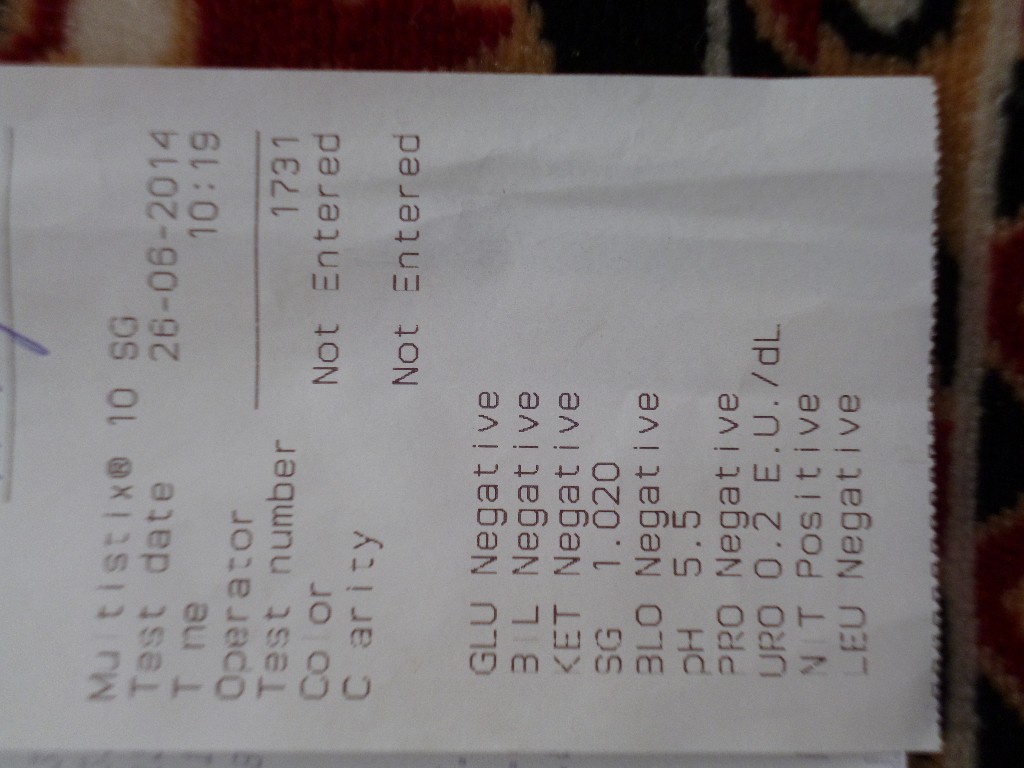 Multistix® 10 SG
Test date 26-06-2014
Time 10:19
Operator
Test number 1731
Color Not Entered
Clarity
Not Entered
GLU Negative
BIL Negative
KET Negative
SG 1.020
BLO Negative
pH 5.5
PRO Negative
URO 0.2 E.U./dL
NIT Positive
LEU Negative